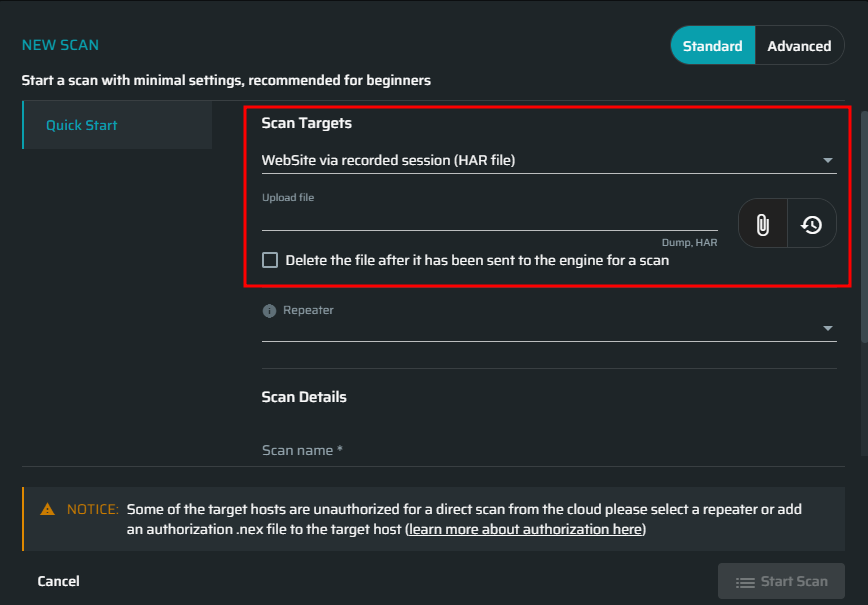 NEW SCAN
Standard
Advanced
Start a scan with minimal settings, recommended for beginners
Quick Start
Scan Targets
WebSite via recorded session (HAR file)
Upload file
Dump, HAR
Delete the file after it has been sent to the engine for a scan
Repeater
Scan Details
Scan name *
NOTICE: Some of the target hosts are unauthorized for a direct scan from the cloud please select a repeater or add
an authorization .nex file to the target host (learn more about authorization here)
Cancel
Start Scan